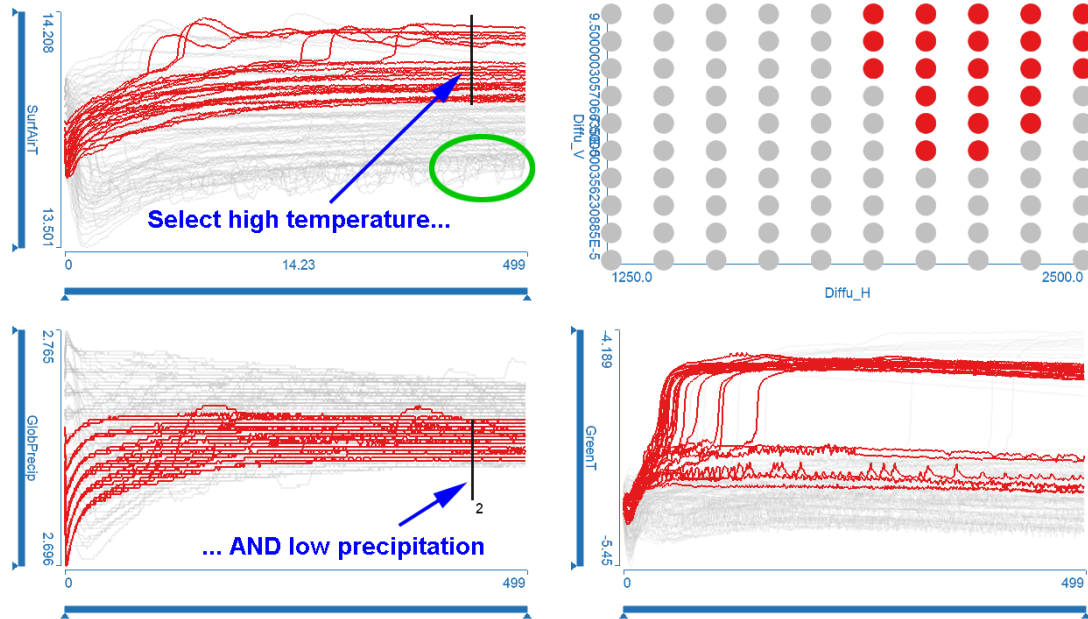 14.208
SurfAirT
13.501
Select high temperature...
0
14.23
499
Diffu_V
1250.0
2500.0
Diffu_H
2.765
GlobPrecip
2.696
2
... AND low precipitation
0
499
-4.189
GreenT
-5.45
0
499